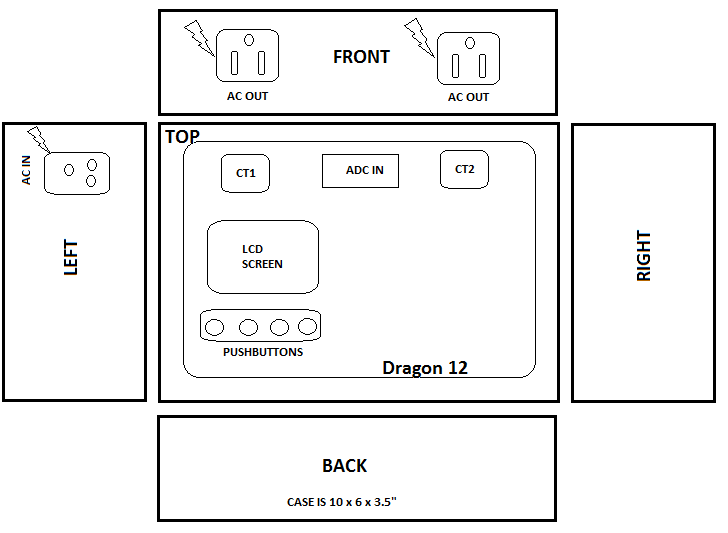 FRONT
AC OUT
AC OUT
TOP
AC IN
CT1
ADC IN
CT2
LEFT
LCD
SCREEN
RIGHT
PUSHBUTTONS
Dragon 12
BACK
CASE IS 10 x 6 x 3.5"